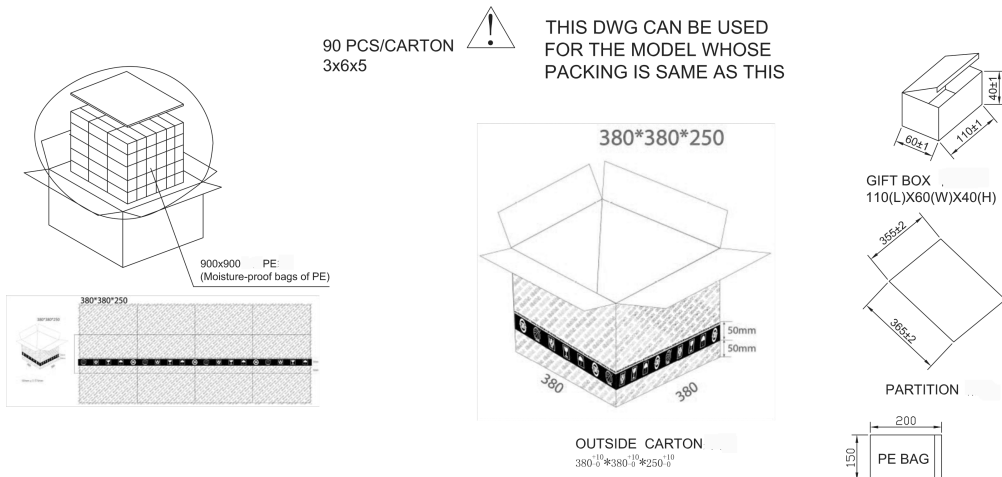 90 PCS/CARTON
3x6x5
!
THIS DWG CAN BE USED
FOR THE MODEL WHOSE
PACKING IS SAME AS THIS
900x900 PE
(Moisture-proof bags of PE)
380*380*250
380*380*250
380*380*250
50mm
50mm
380
380
OUTSIDE CARTON
380+10-0*380+10-0*250+10-0
40±1
60±1
110±1
GIFT BOX
110(L)X60(W)X40(H)
355±2
365±2
PARTITION
200
150
PE BAG